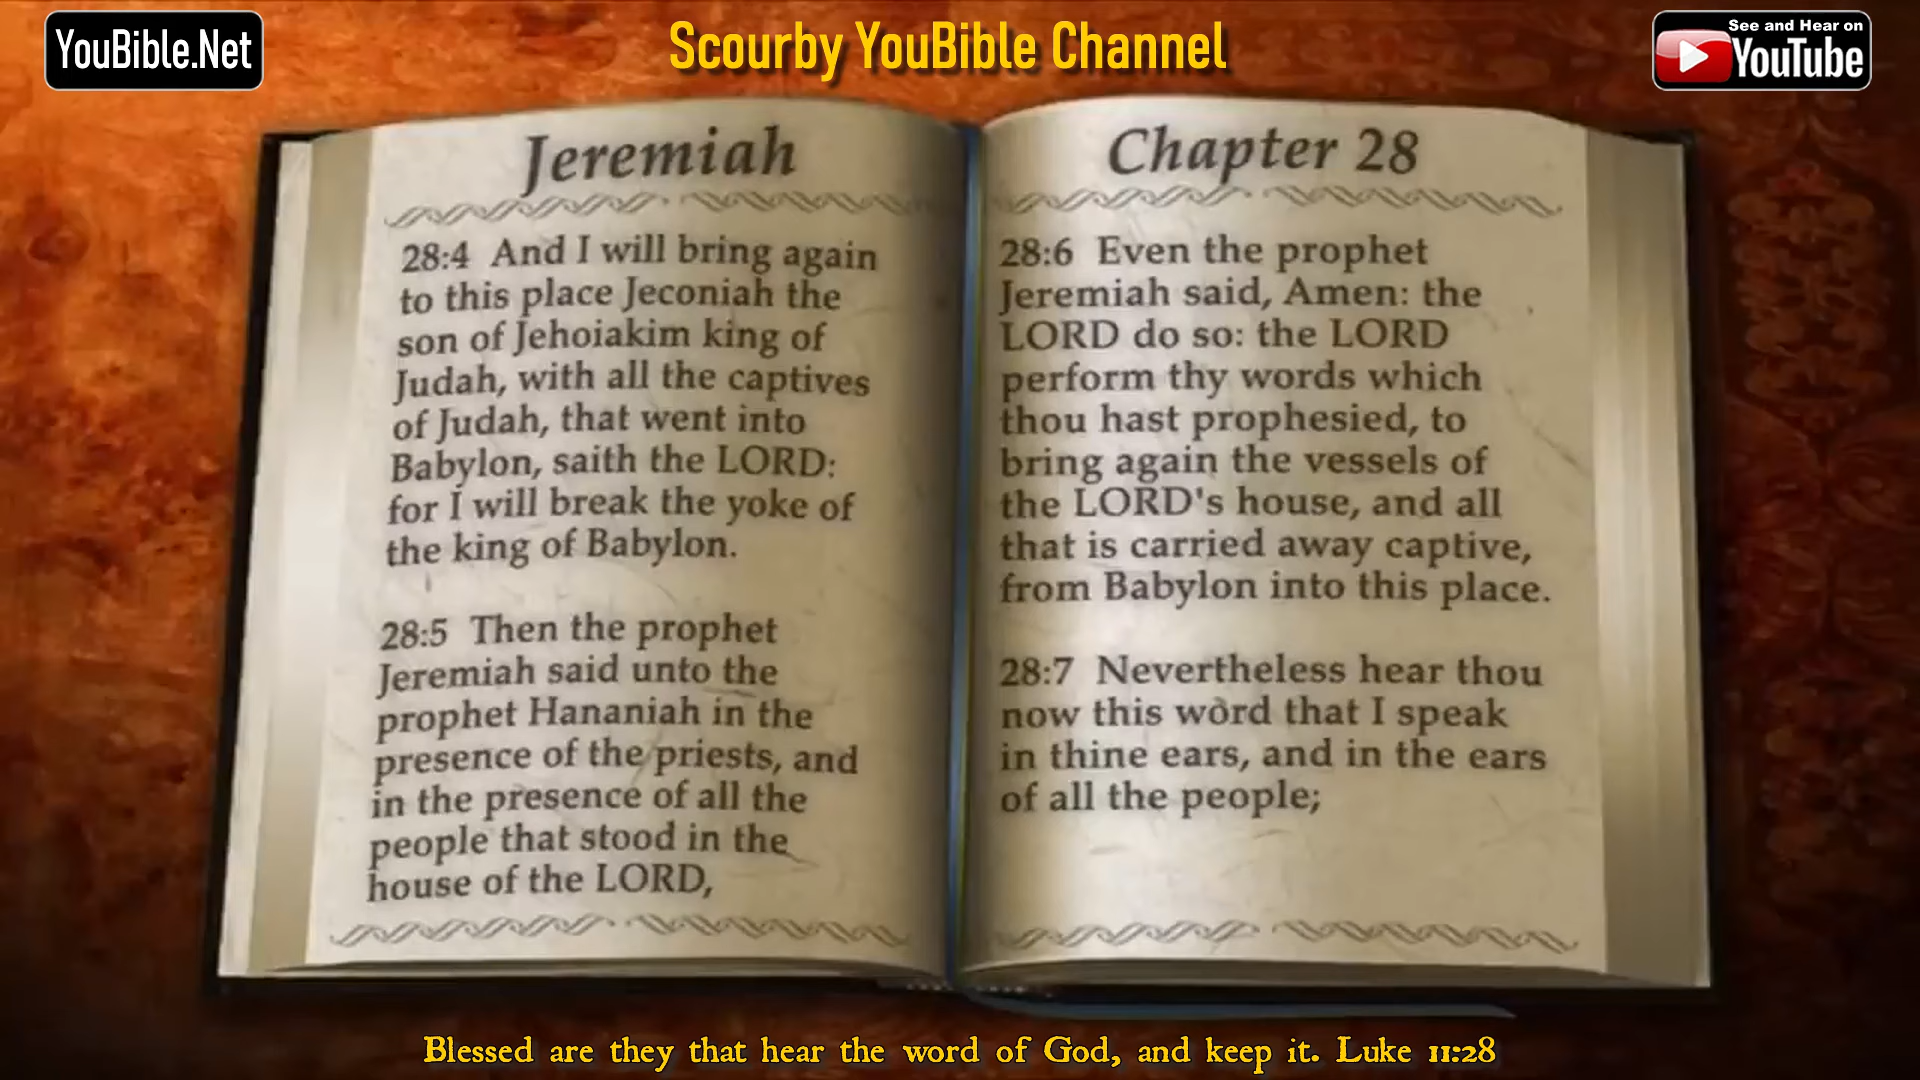 YouBible.Net
Scourby YouBible Channel
See and Hear on
YouTube
Jeremiah
28:4 And I will bring again
to this place Jeconiah the
son of Jehoiakim king of
Judah, with all the captives
of Judah, that went into
Babylon, saith the LORD:
for I will break the yoke of
the king of Babylon.
28:5 Then the prophet
Jeremiah said unto the
prophet Hananiah in the
presence of the priests, and
in the presence of all the
people that stood in the
house of the LORD,
Chapter 28
28:6 Even the prophet
Jeremiah said, Amen: the
LORD do so: the LORD
perform thy words which
thou hast prophesied, to
bring again the vessels of
the LORD's house, and all
that is carried away captive,
from Babylon into this place.
28:7 Nevertheless hear thou
now this word that I speak
in thine ears, and in the ears
of all the people;
Blessed are they that hear the word of God, and keep it. Luke 11:28